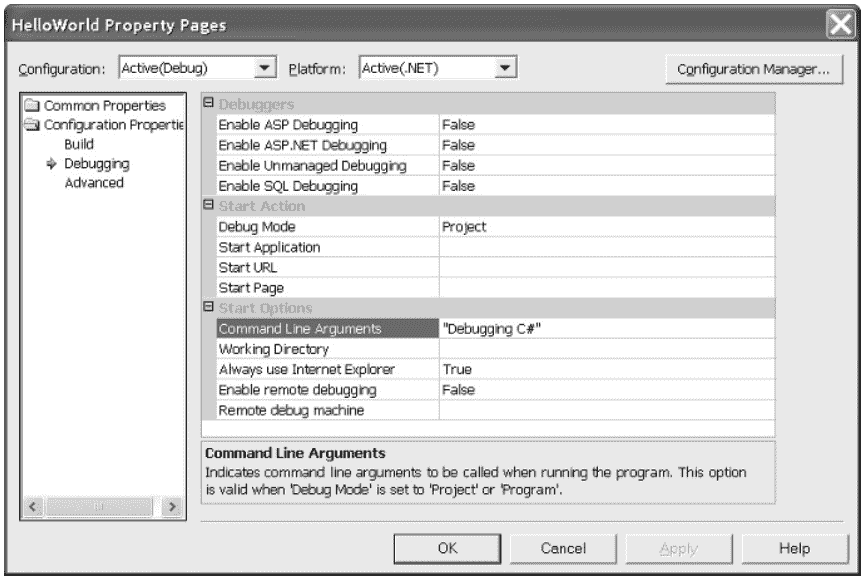 HelloWorld Property Pages
Configuration: Active(Debug) Platform: Active(.NET) Configuration Manager...
Common Properties
Configuration Propertie
Build
Debugging
Advanced
Debuggers
Enable ASP Debugging False
Enable ASP.NET Debugging False
Enable Unmanaged Debugging False
Enable SQL Debugging False
Start Action
Debug Mode Project
Start Application
Start URL
Start Page
Start Options
Command Line Arguments "Debugging C#"
Working Directory
Always use Internet Explorer True
Enable remote debugging False
Remote debug machine
Command Line Arguments
Indicates command line arguments to be called when running the program. This option
is valid when 'Debug Mode' is set to 'Project' or 'Program'.
OK Cancel Apply Help